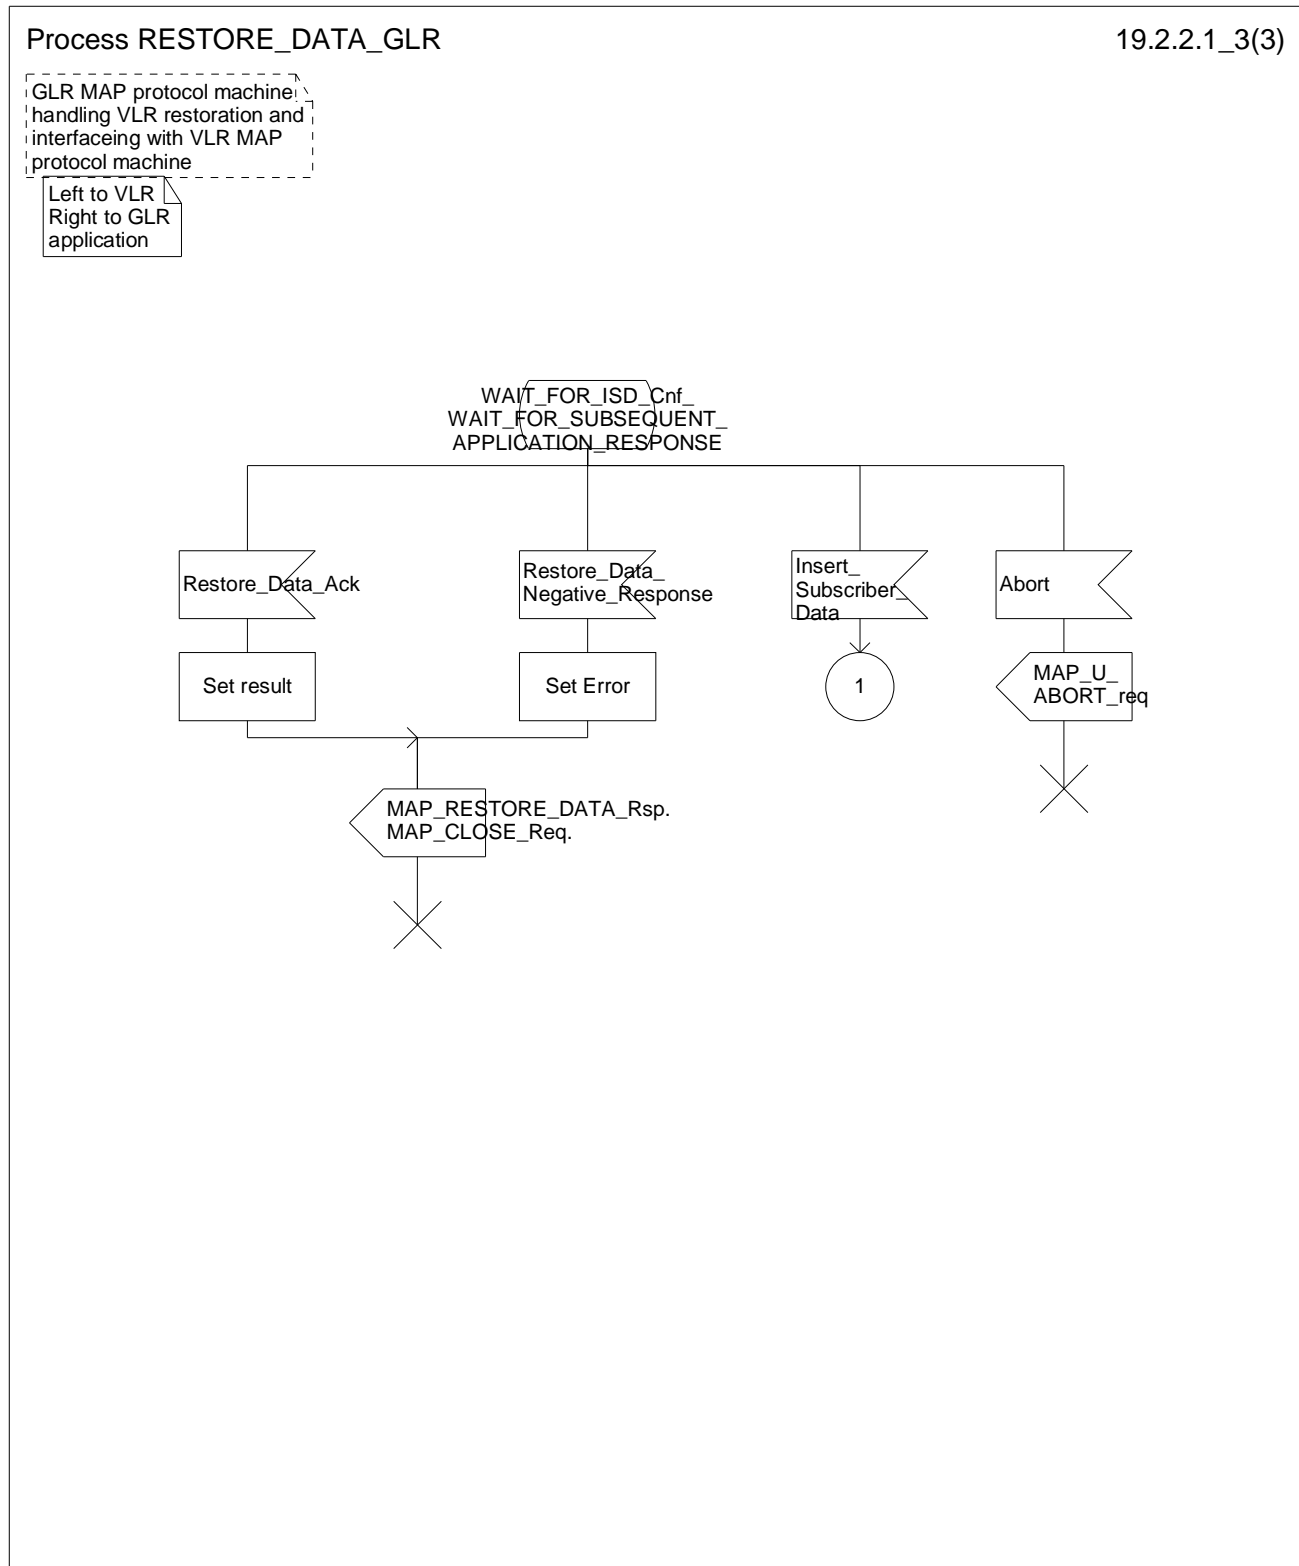 Process RESTORE_DATA_GLR
19.2.2.1_3(3)
GLR MAP protocol machine
handling VLR restoration and
interfaceing with VLR MAP
protocol machine
Left to VLR
Right to GLR
application
WAIT_FOR_ISD_Cnf_
WAIT_FOR_SUBSEQUENT_
APPLICATION_RESPONSE
Restore_Data_Ack
Restore_Data_
Negative_Response
Insert_
Subscriber_
Data
Abort
Set result
Set Error
1
MAP_U_
ABORT_req
MAP_RESTORE_DATA_Rsp.
MAP_CLOSE_Req.